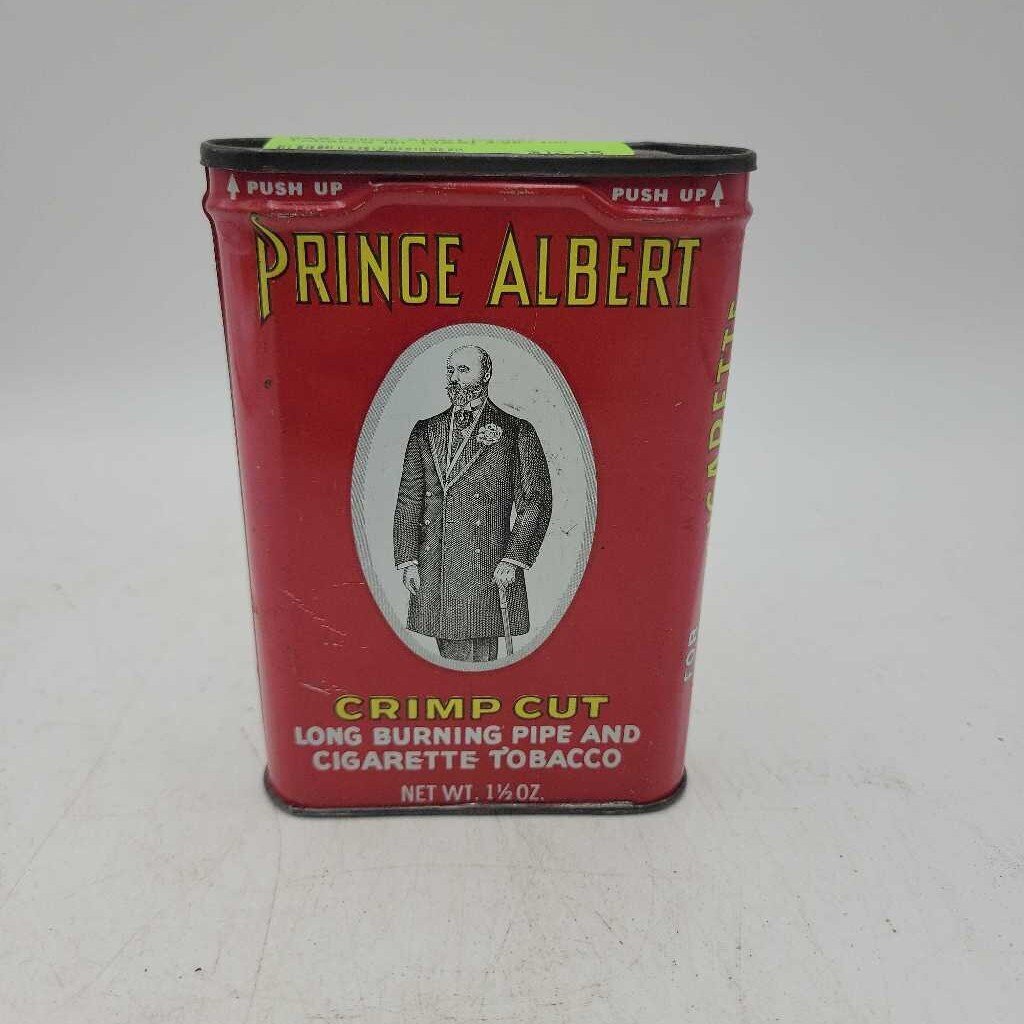 PUSH UP PUSH UP
PRINCE ALBERT
CRIMP CUT
LONG BURNING PIPE AND
CIGARETTE TOBACCO
NET WT. 1½ OZ.
FOR